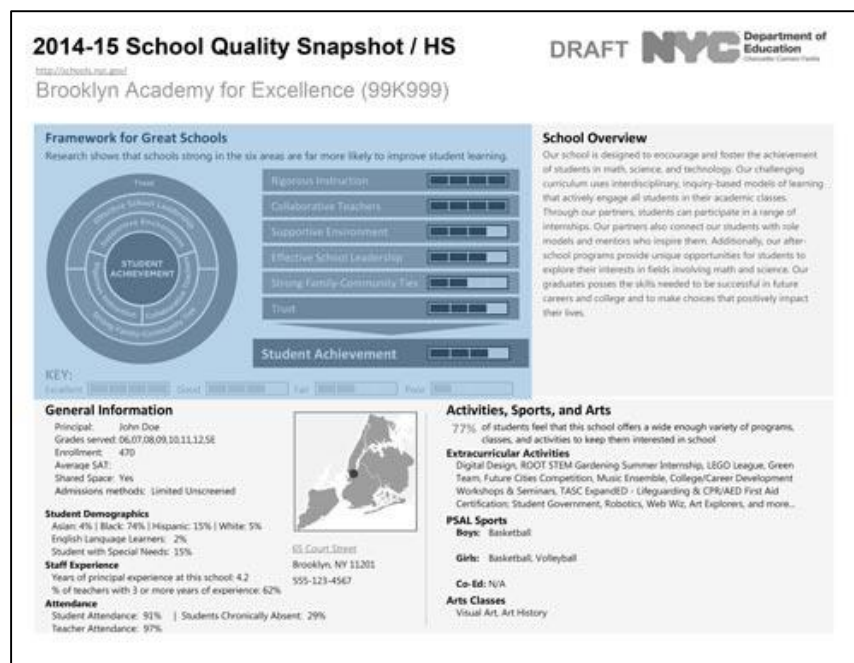 2014-15 School Quality Snapshot / HS
DRAFT NYC Department of
Education
Chancellor Carmen Fariña
http://schools.nyc.gov/
Brooklyn Academy for Excellence (99K999)
Framework for Great Schools
Research shows that schools strong in the six areas are far more likely to improve student learning.
Trust
Effective School Leadership
Supportive Environment
STUDENT
ACHIEVEMENT
Rigorous Instruction
Collaborative Teachers
Strong Family-Community Ties
Rigorous Instruction
Collaborative Teachers
Supportive Environment
Effective School Leadership
Strong Family-Community Ties
Trust
Student Achievement
KEY:
Excellent Good Fair Poor
School Overview
Our school is designed to encourage and foster the achievement
of students in math, science, and technology. Our challenging
curriculum uses interdisciplinary, inquiry-based models of learning
that actively engage all students in their academic classes.
Through our partners, students can participate in a range of
internships. Our partners also connect our students with role
models and mentors who inspire them. Additionally, our after-
school programs provide unique opportunities for students to
explore their interests in fields involving math and science. Our
graduates posses the skills needed to be successful in future
careers and college and to make choices that positively impact
their lives.
General Information
Principal: John Doe
Grades served: 06,07,08,09,10,11,12,SE
Enrollment: 470
Average SAT:
Shared Space: Yes
Admissions methods: Limited Unscreened
Student Demographics
Asian: 4% | Black: 74% | Hispanic: 15% | White: 5%
English Language Learners: 2%
Student with Special Needs: 15%
Staff Experience
Years of principal experience at this school: 4.2
% of teachers with 3 or more years of experience: 62%
Attendance
Student Attendance: 91% | Students Chronically Absent: 29%
Teacher Attendance: 97%
65 Court Street
Brooklyn, NY 11201
555-123-4567
Activities, Sports, and Arts
77% of students feel that this school offers a wide enough variety of programs,
classes, and activities to keep them interested in school
Extracurricular Activities
Digital Design, ROOT STEM Gardening Summer Internship, LEGO League, Green
Team, Future Cities Competition, Music Ensemble, College/Career Development
Workshops & Seminars, TASC ExpandED - Lifeguarding & CPR/AED First Aid
Certification; Student Government, Robotics, Web Wiz, Art Explorers, and more...
PSAL Sports
Boys: Basketball
Girls: Basketball, Volleyball
Co-Ed: N/A
Arts Classes
Visual Art, Art History